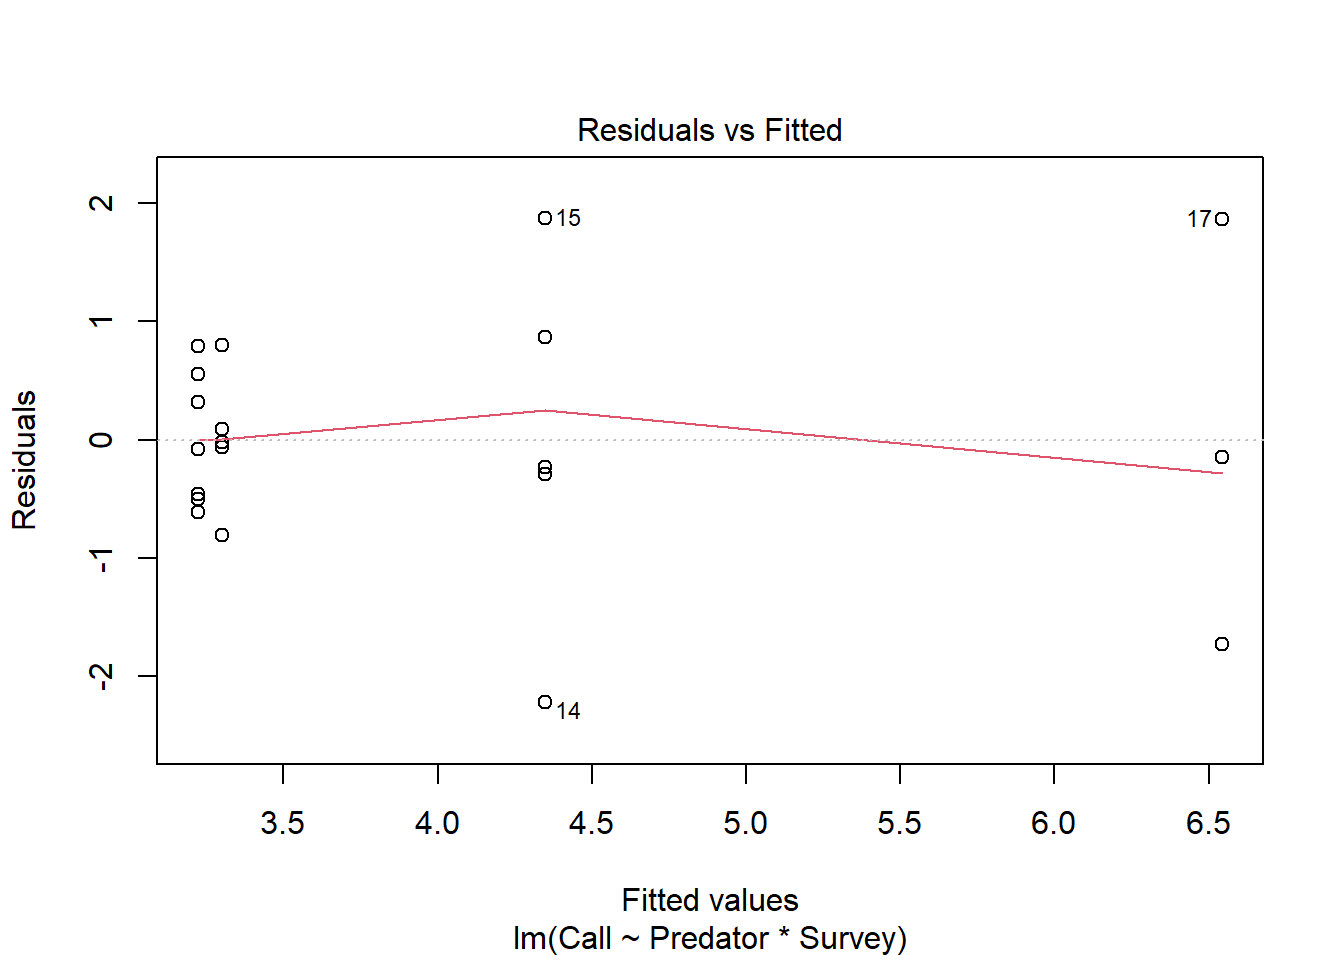 Residuals vs Fitted
Residuals
2
1
0
-1
-2
15
17
14
3.5 4.0 4.5 5.0 5.5 6.0 6.5
Fitted values
lm(Call ~ Predator * Survey)